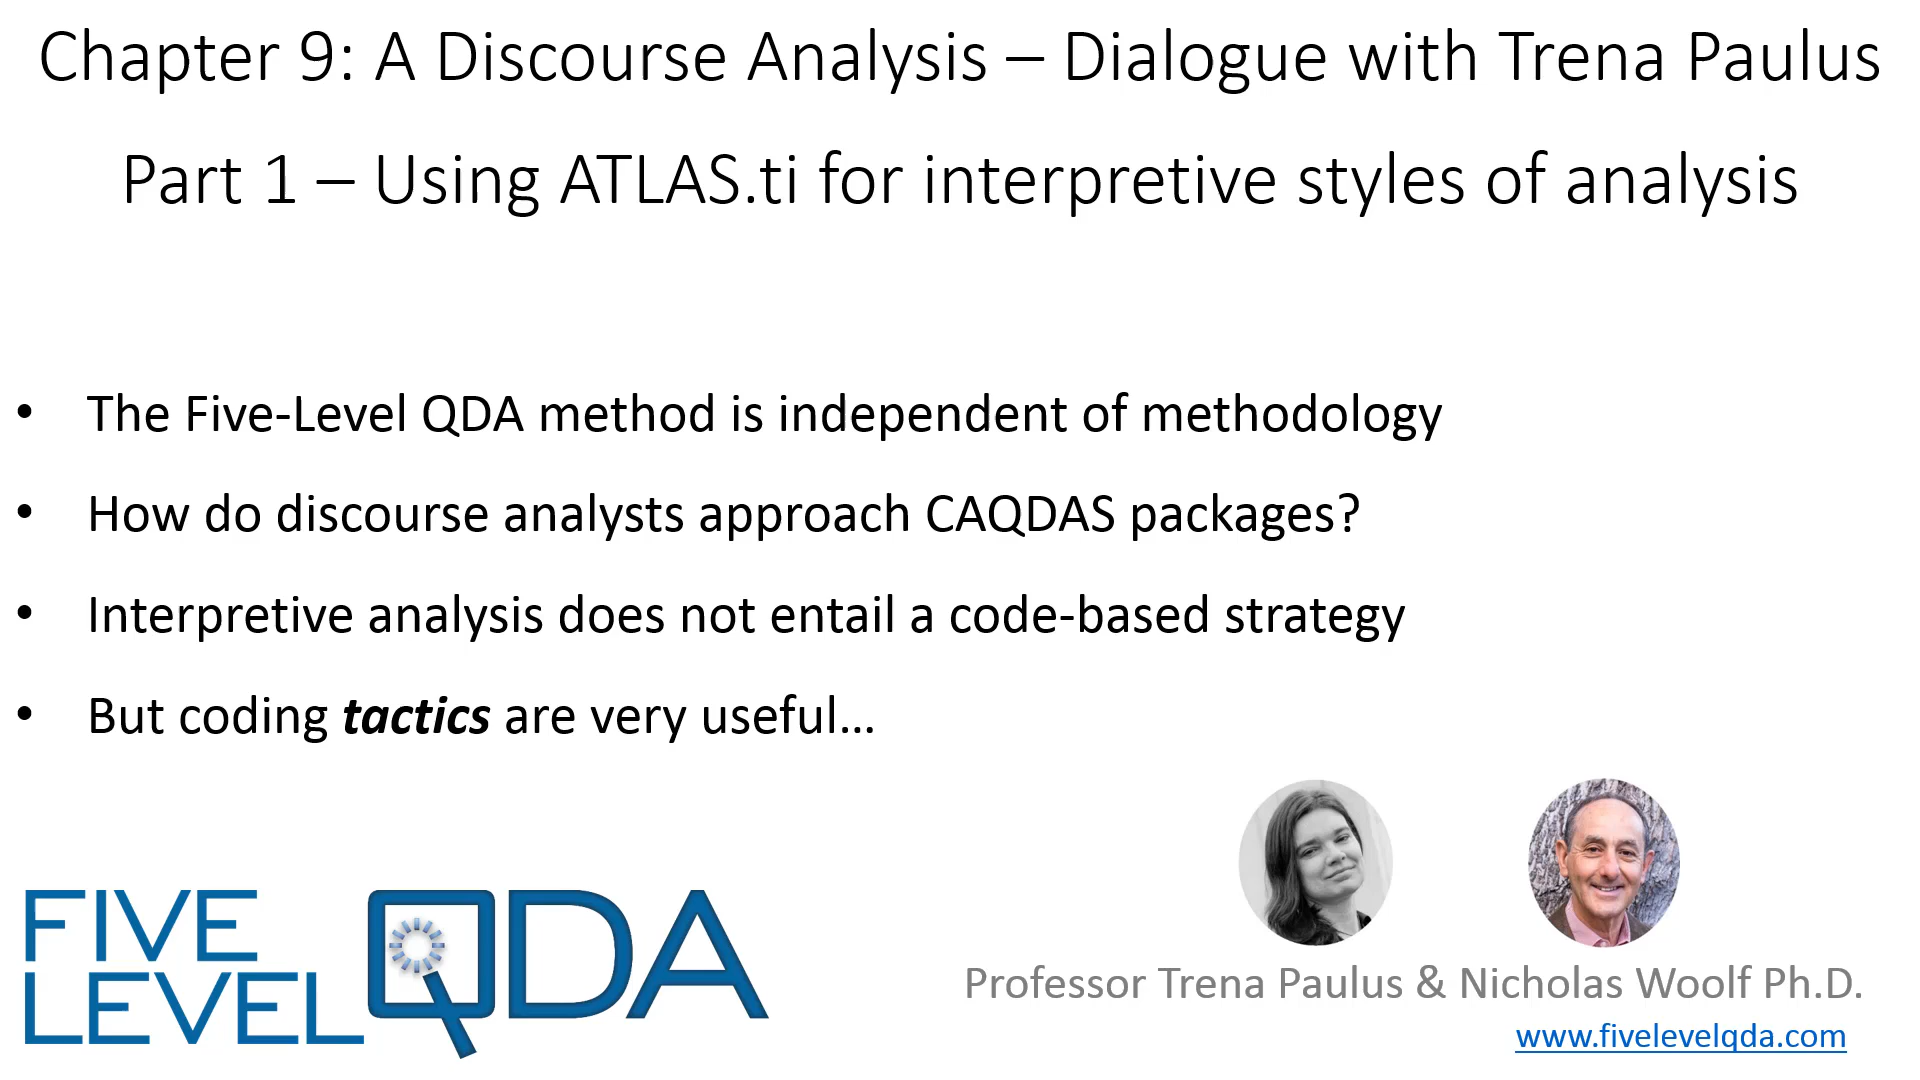 Chapter 9: A Discourse Analysis – Dialogue with Trena Paulus
Part 1 – Using ATLAS.ti for interpretive styles of analysis
• The Five-Level QDA method is independent of methodology
• How do discourse analysts approach CAQDAS packages?
• Interpretive analysis does not entail a code-based strategy
• But coding tactics are very useful…
FIVE
LEVEL
QDA
Professor Trena Paulus & Nicholas Woolf Ph.D.
www.fivelevelqda.com